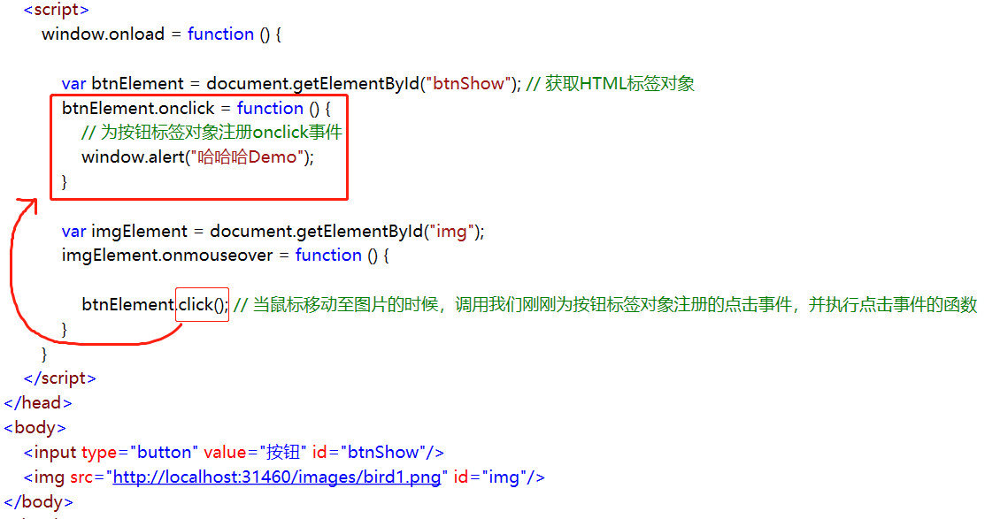 <script>
window.onload = function () {
var btnElement = document.getElementById("btnShow"); // 获取HTML标签对象
btnElement.onclick = function () {
// 为按钮标签对象注册onclick事件
window.alert("哈哈哈Demo");
}
var imgElement = document.getElementById("img");
imgElement.onmouseover = function () {
btnElement.click(); // 当鼠标移动至图片的时候，调用我们刚刚为按钮标签对象注册的点击事件，并执行点击事件的函数
}
}
</script>
</head>
<body>
<input type="button" value="按钮" id="btnShow"/>
<img src="http://localhost:31460/images/bird1.png" id="img"/>
</body>